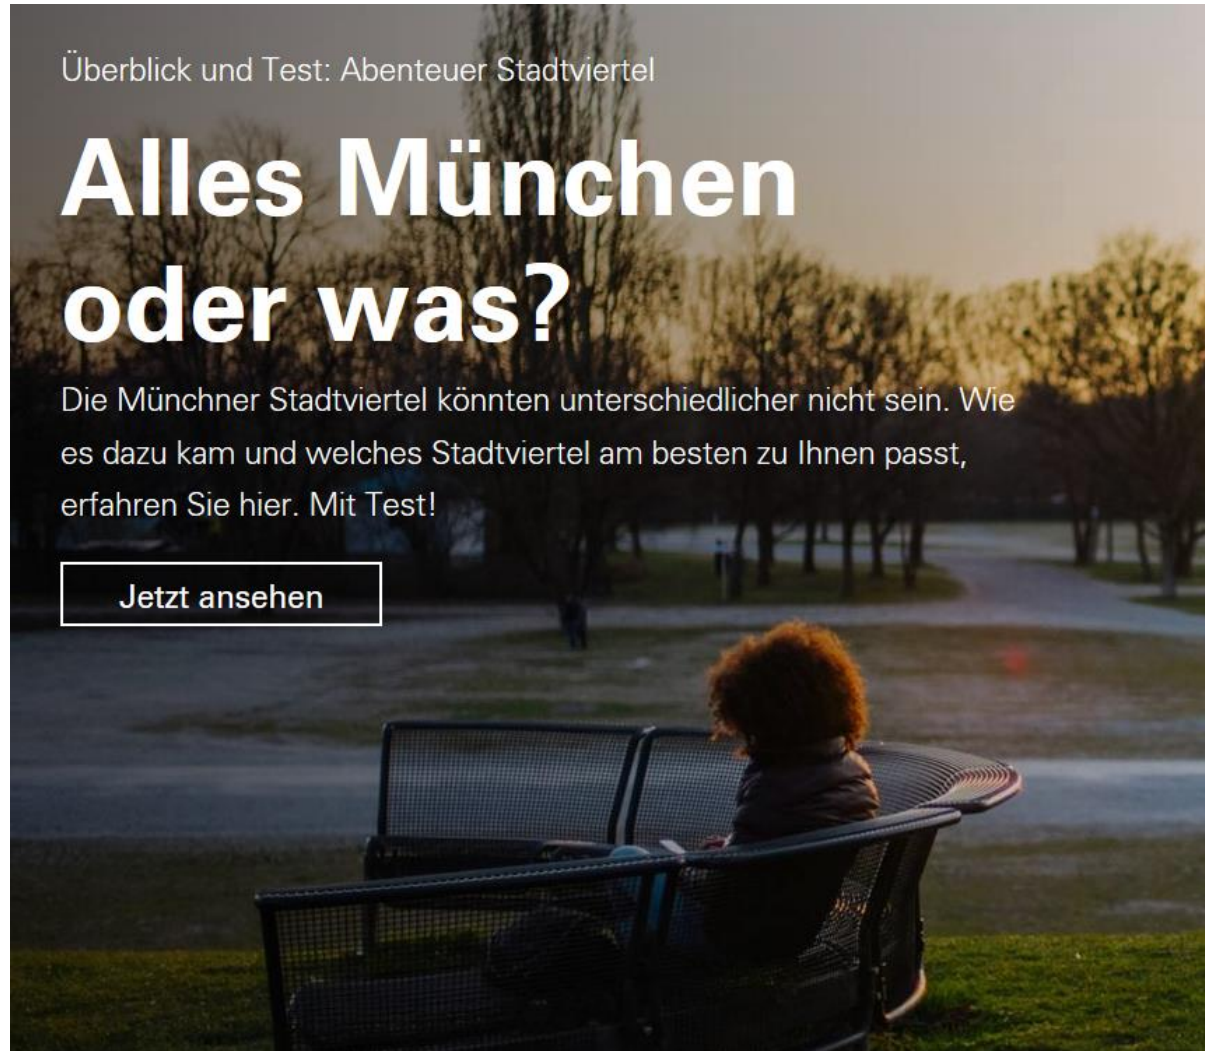 Überblick und Test: Abenteuer Stadtviertel
Alles München
oder was?
Die Münchner Stadtviertel könnten unterschiedlicher nicht sein. Wie
es dazu kam und welches Stadtviertel am besten zu Ihnen passt,
erfahren Sie hier. Mit Test!
Jetzt ansehen